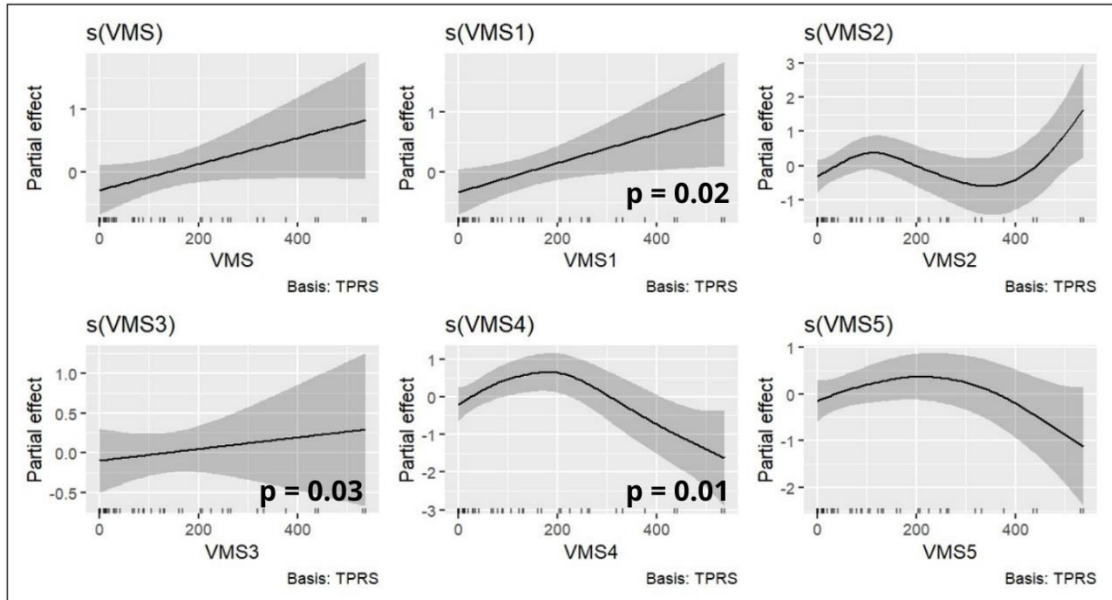 s(VMS)
Partial effect
1
0
0
200
400
VMS
Basis: TPRS
s(VMS1)
Partial effect
1
0
p = 0.02
0
200
400
VMS1
Basis: TPRS
s(VMS2)
Partial effect
3
2
1
0
-1
0
200
400
VMS2
Basis: TPRS
s(VMS3)
Partial effect
1.0
0.5
0.0
-0.5
p = 0.03
0
200
400
VMS3
Basis: TPRS
s(VMS4)
Partial effect
1
0
-1
-2
-3
p = 0.01
0
200
400
VMS4
Basis: TPRS
s(VMS5)
Partial effect
1
0
-1
-2
0
200
400
VMS5
Basis: TPRS